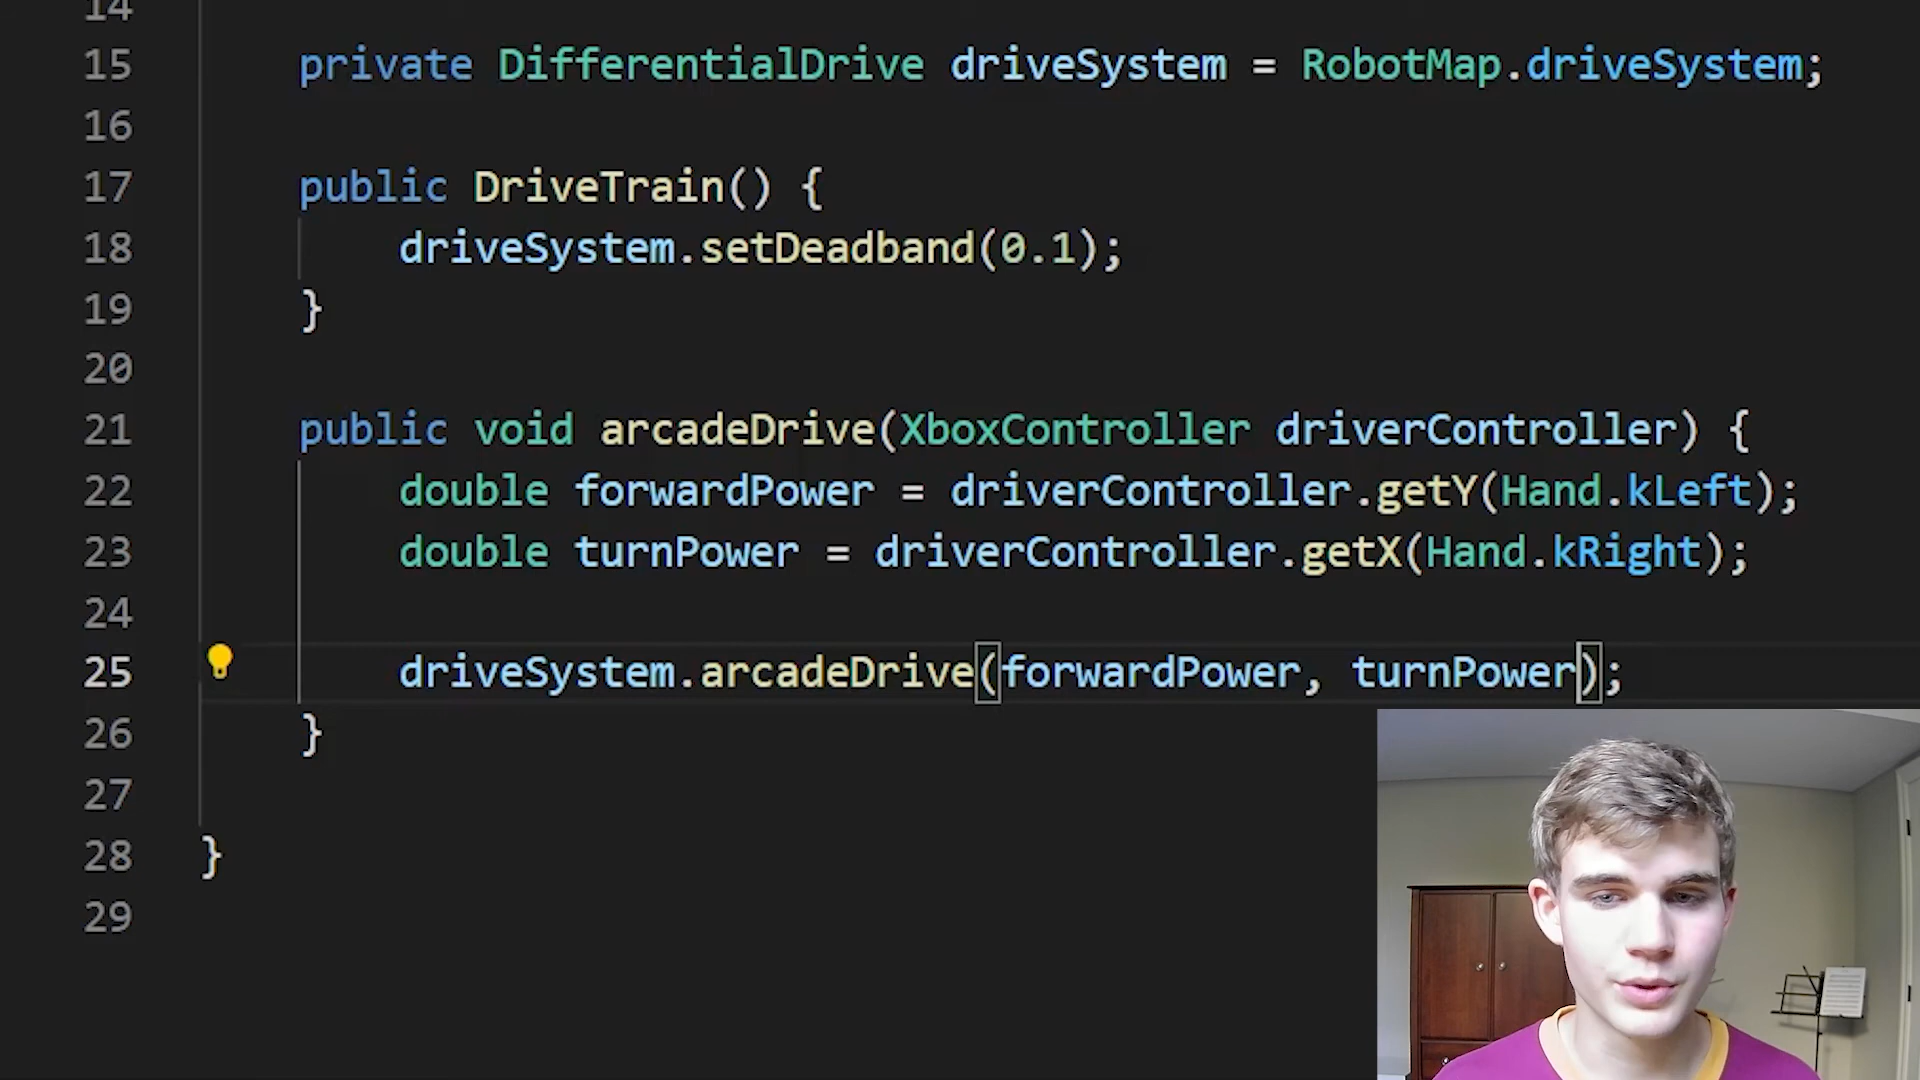 14
15 private DifferentialDrive driveSystem = RobotMap.driveSystem;
16
17 public DriveTrain() {
18 driveSystem.setDeadband(0.1);
19 }
20
21 public void arcadeDrive(XboxController driverController) {
22 double forwardPower = driverController.getY(Hand.kLeft);
23 double turnPower = driverController.getX(Hand.kRight);
24
25 driveSystem.arcadeDrive(forwardPower, turnPower);
26 }
27
28 }
29